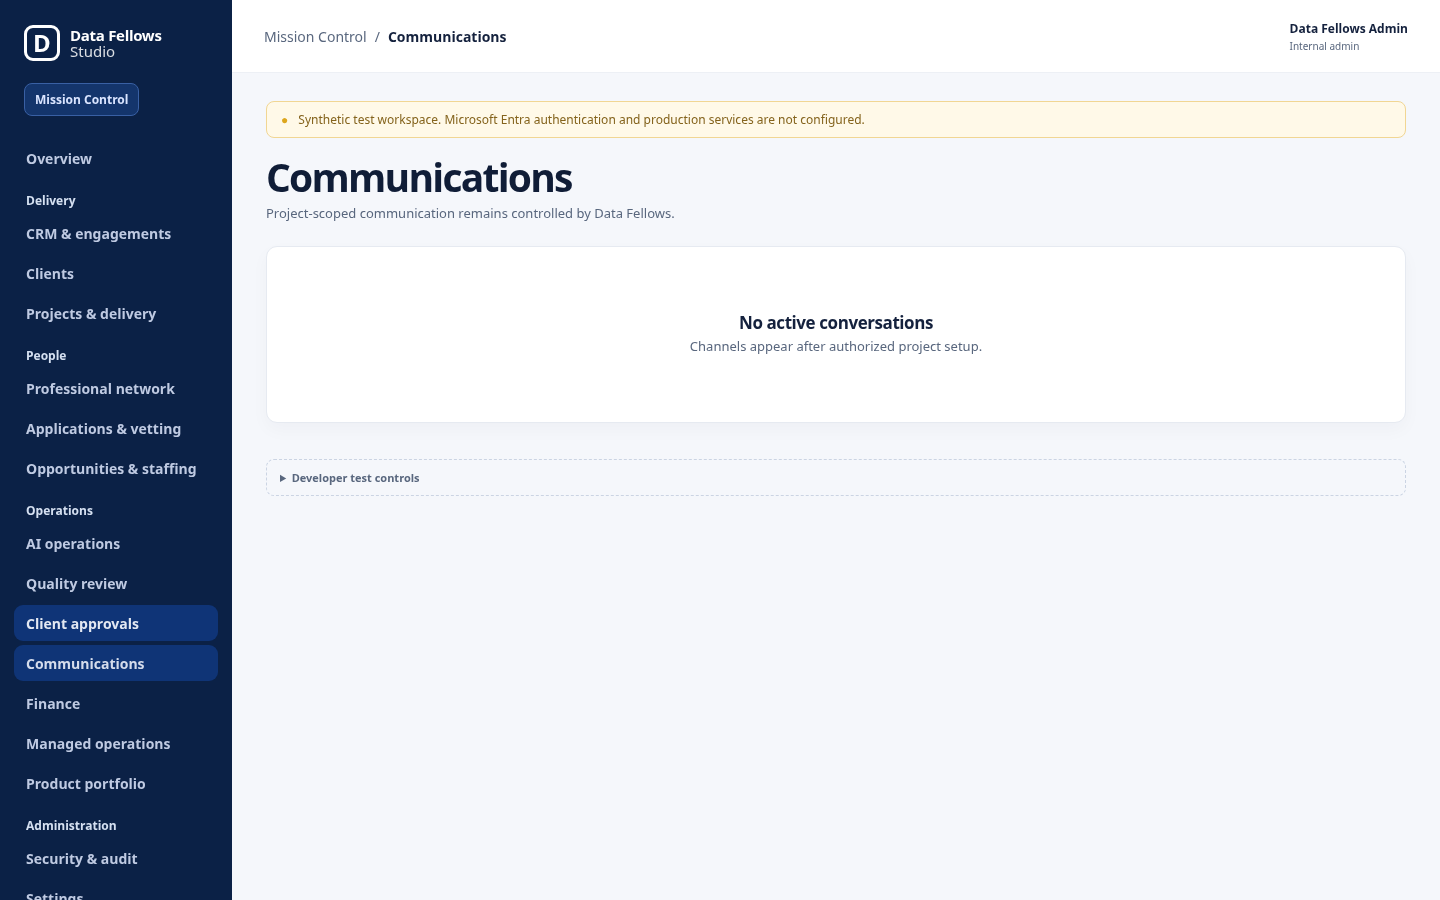 D
Data Fellows
Studio
Mission Control
Overview
Delivery
CRM & engagements
Clients
Projects & delivery
People
Professional network
Applications & vetting
Opportunities & staffing
Operations
AI operations
Quality review
Client approvals
Communications
Finance
Managed operations
Product portfolio
Administration
Security & audit
Settings
Mission Control / Communications
Data Fellows Admin
Internal admin
Synthetic test workspace. Microsoft Entra authentication and production services are not configured.
Communications
Project-scoped communication remains controlled by Data Fellows.
No active conversations
Channels appear after authorized project setup.
Developer test controls